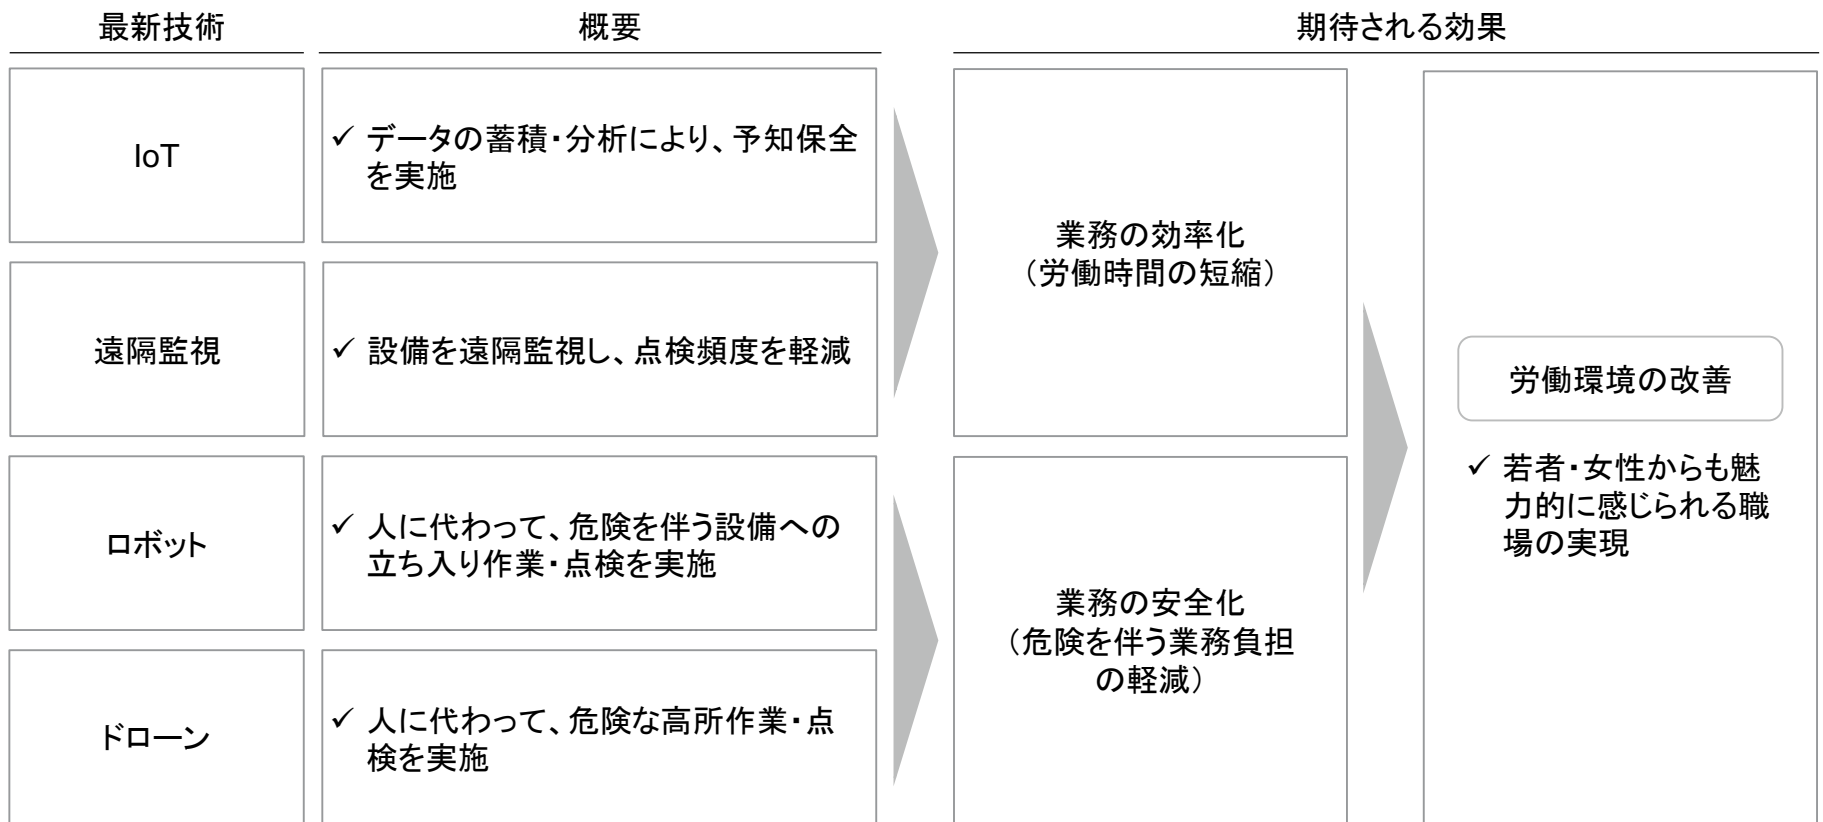 最新技術
概要
期待される効果
IoT
✓ データの蓄積・分析により、予知保全
を実施
遠隔監視
✓ 設備を遠隔監視し、点検頻度を軽減
ロボット
✓ 人に代わって、危険を伴う設備への
立ち入り作業・点検を実施
ドローン
✓ 人に代わって、危険な高所作業・点
検を実施
業務の効率化
（労働時間の短縮）
業務の安全化
（危険を伴う業務負担
の軽減）
労働環境の改善
✓ 若者・女性からも魅
力的に感じられる職
場の実現